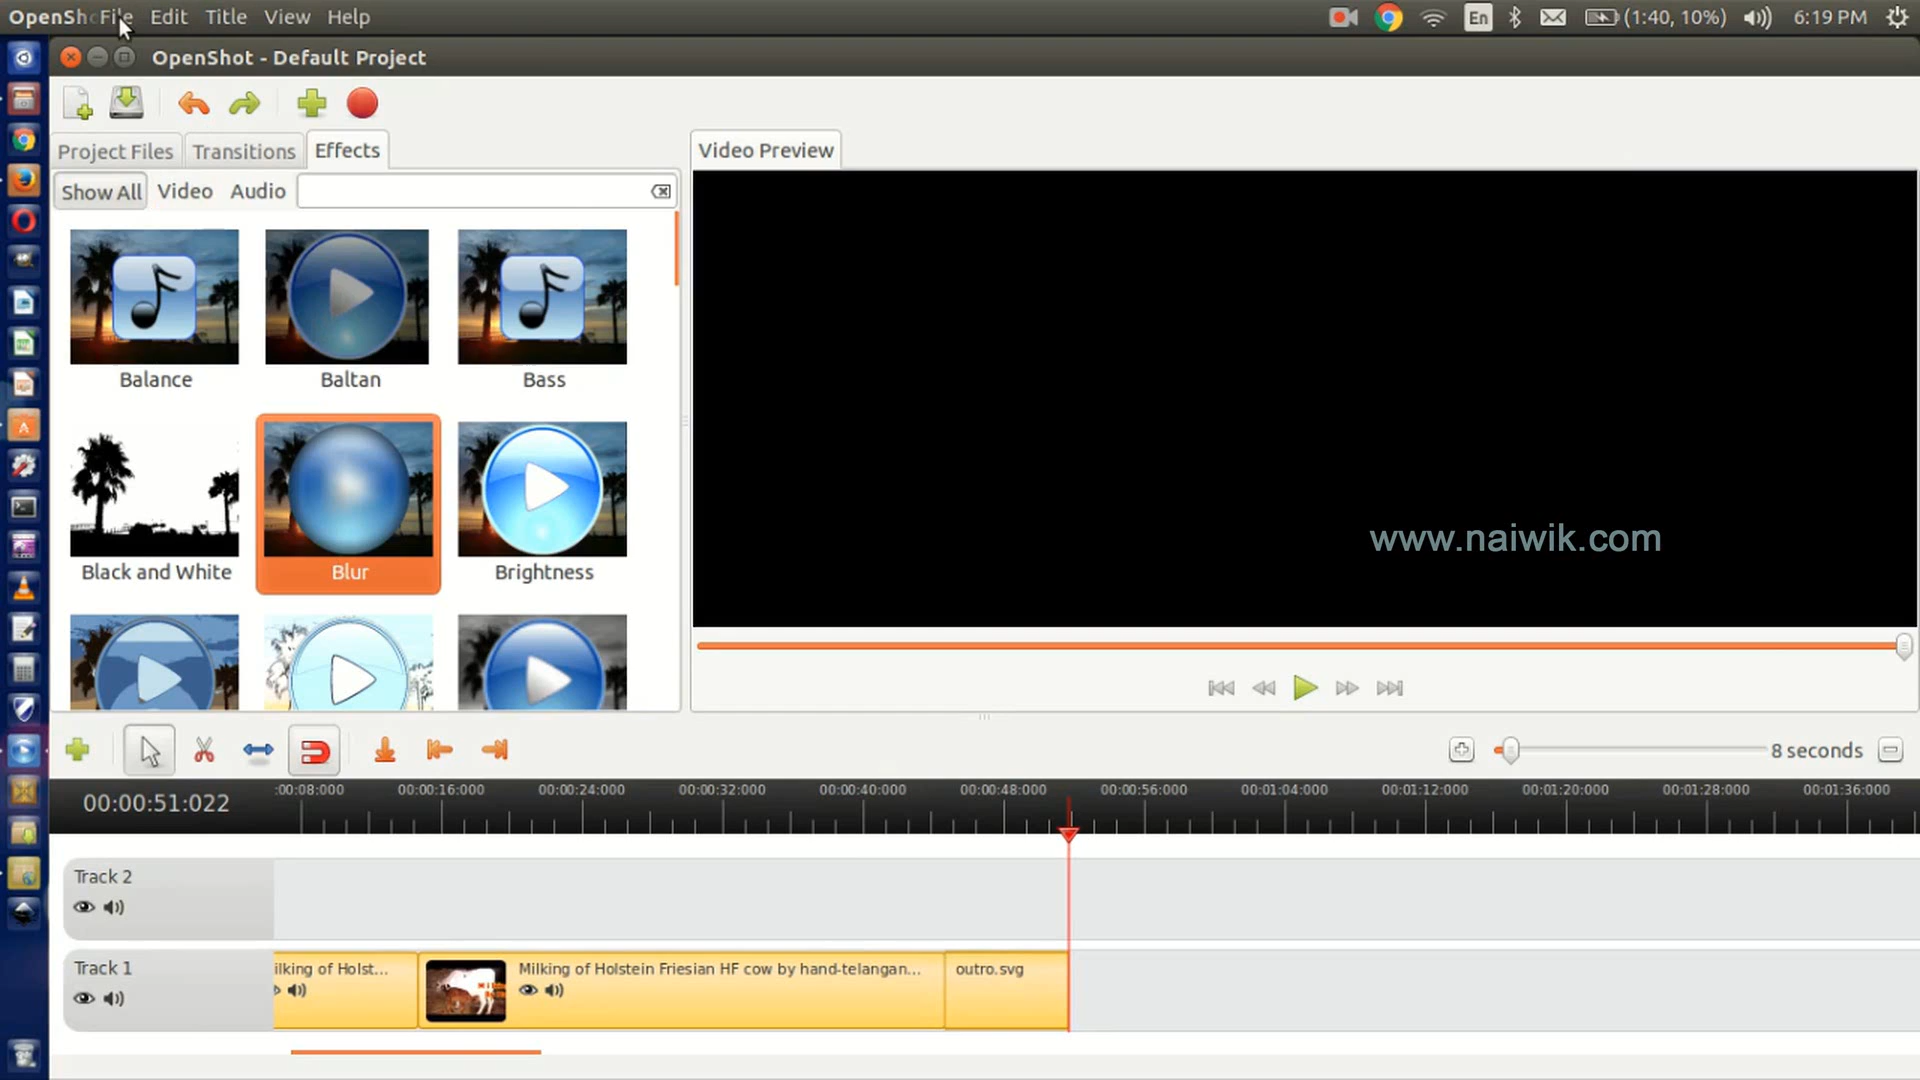 OpenSh File Edit Title View Help
En (1:40, 10%) 6:19 PM
OpenShot - Default Project
Project Files Transitions Effects
Video Preview
Show All Video Audio
Balance Baltan Bass
Black and White Blur Brightness
www.naiwik.com
8 seconds
00:00:51:022
:00:08:000 00:00:16:000 00:00:24:000 00:00:32:000 00:00:40:000 00:00:48:000 00:00:56:000 00:01:04:000 00:01:12:000 00:01:20:000 00:01:28:000 00:01:36:000
Track 2
Track 1
ilking of Holst... Milking of Holstein Friesian HF cow by hand-telangan... outro.svg